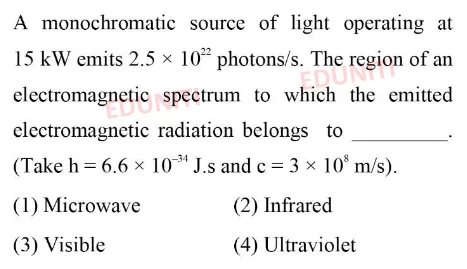 A monochromatic source of light operating at
15 kW emits 2.5 × 10²² photons/s. The region of an
electromagnetic spectrum to which the emitted
electromagnetic radiation belongs to _________.
(Take h = 6.6 × 10⁻³⁴ J.s and c = 3 × 10⁸ m/s).
(1) Microwave (2) Infrared
(3) Visible (4) Ultraviolet
EDUNITI
EDUNITI